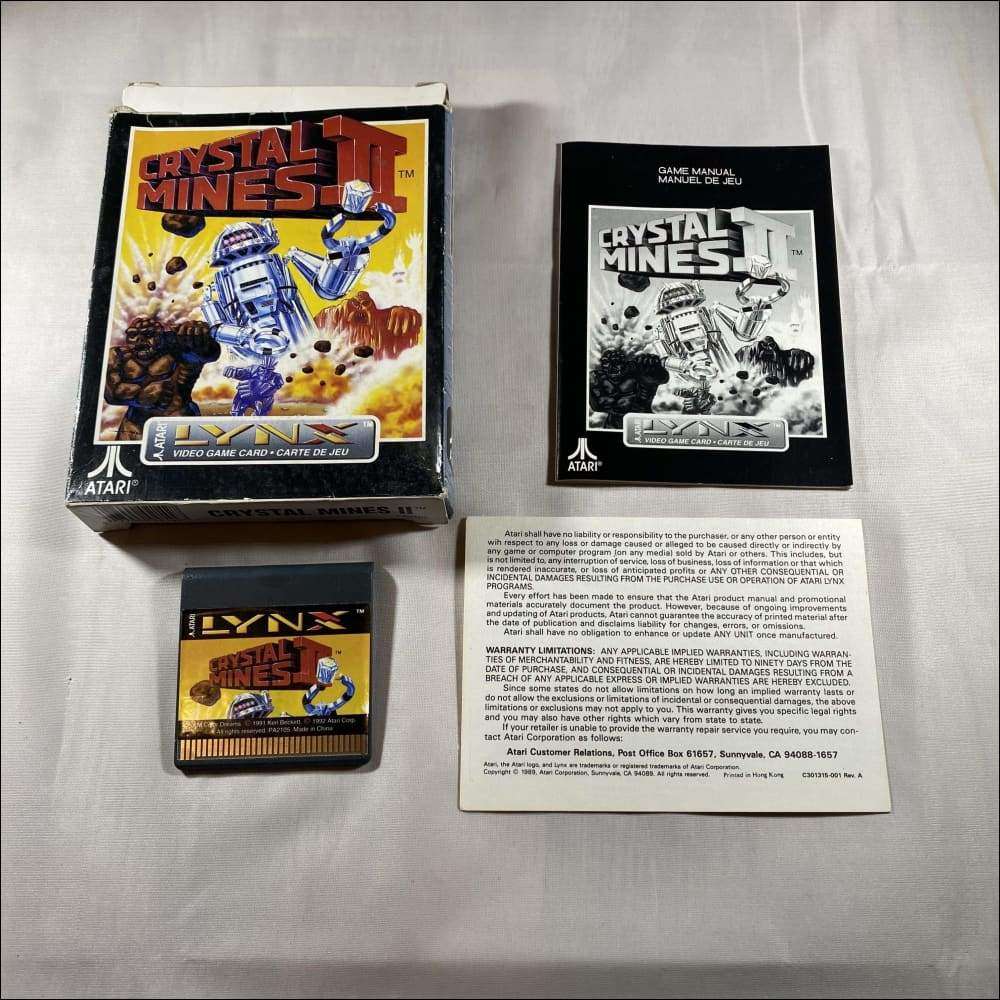 CRYSTAL
MINES II™
ATARI LYNX™
VIDEO GAME CARD • CARTE DE JEU
ATARI®
CRYSTAL MINES II™
GAME MANUAL
MANUEL DE JEU
CRYSTAL
MINES II™
ATARI LYNX™
VIDEO GAME CARD • CARTE DE JEU
ATARI®
ATARI LYNX™
CRYSTAL
MINES II™
Color Dreams. © 1991 Ken Beckett. © 1992 Atari Corp.
All rights reserved. PA2105. Made in China
Atari shall have no liability or responsibility to the purchaser, or any other person or entity
wih respect to any loss or damage caused or alleged to be caused directly or indirectly by
any game or computer program (on any media) sold by Atari or others. This includes, but
is not limited to, any interruption of service, loss of business, loss of information or that which
is rendered inaccurate, or loss of anticipated profits or ANY OTHER CONSEQUENTIAL OR
INCIDENTAL DAMAGES RESULTING FROM THE PURCHASE USE OR OPERATION OF ATARI LYNX
PROGRAMS.
Every effort has been made to ensure that the Atari product manual and promotional
materials accurately document the product. However, because of ongoing improvements
and updating of Atari products, Atari cannot guarantee the accuracy of printed material after
the date of publication and disclaims liability for changes, errors, or omissions.
Atari shall have no obligation to enhance or update ANY UNIT once manufactured.
WARRANTY LIMITATIONS: ANY APPLICABLE IMPLIED WARRANTIES, INCLUDING WARRAN-
TIES OF MERCHANTABILITY AND FITNESS, ARE HEREBY LIMITED TO NINETY DAYS FROM THE
DATE OF PURCHASE, AND CONSEQUENTIAL OR INCIDENTAL DAMAGES RESULTING FROM A
BREACH OF ANY APPLICABLE EXPRESS OR IMPLIED WARRANTIES ARE HEREBY EXCLUDED.
Since some states do not allow limitations on how long an implied warranty lasts or
do not allow the exclusions or limitations of incidental or consequential damages, the above
limitations or exclusions may not apply to you. This warranty gives you specific legal rights
and you may also have other rights which vary from state to state.
If your retailer is unable to provide the warranty repair service you require, you may con-
tact Atari Corporation as follows:
Atari Customer Relations, Post Office Box 61657, Sunnyvale, CA 94088-1657
Atari, the Atari logo, and Lynx are trademarks or registered trademarks of Atari Corporation.
Copyright © 1989, Atari Corporation, Sunnyvale, CA 94089. All rights reserved. Printed in Hong Kong C301315-001 Rev. A